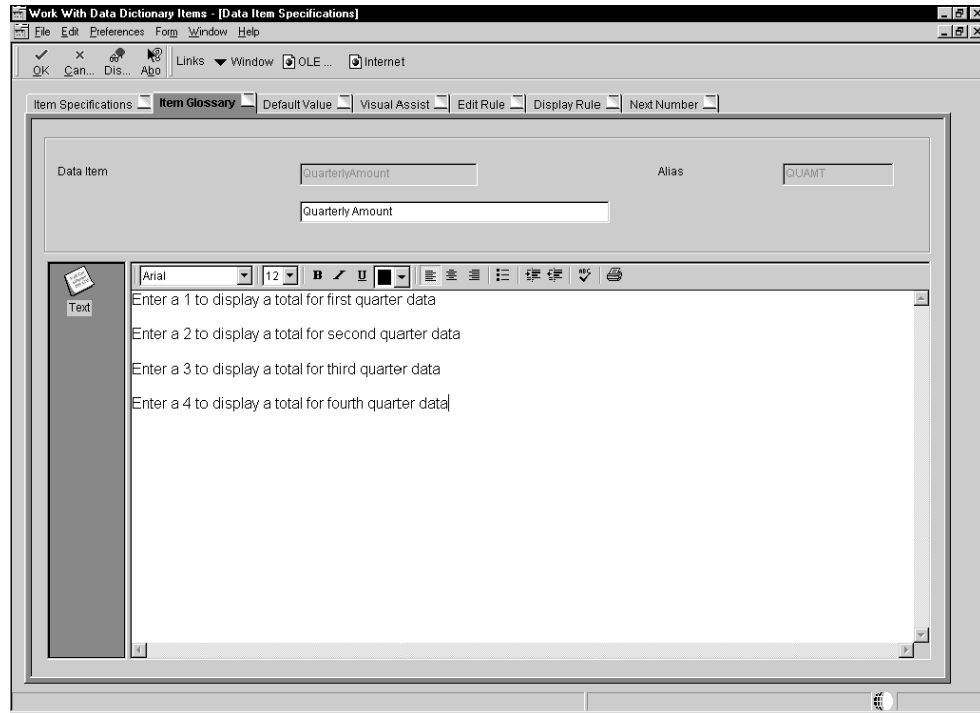 Work With Data Dictionary Items - [Data Item Specifications]
File Edit Preferences Form Window Help
OK Can... Dis... Abo Links Window OLE ... Internet
Item Specifications Item Glossary Default Value Visual Assist Edit Rule Display Rule Next Number
Data Item QuarterlyAmount Alias QUAMT
Quarterly Amount
Arial 12 B I U ABC
Text
Enter a 1 to display a total for first quarter data
Enter a 2 to display a total for second quarter data
Enter a 3 to display a total for third quarter data
Enter a 4 to display a total for fourth quarter data